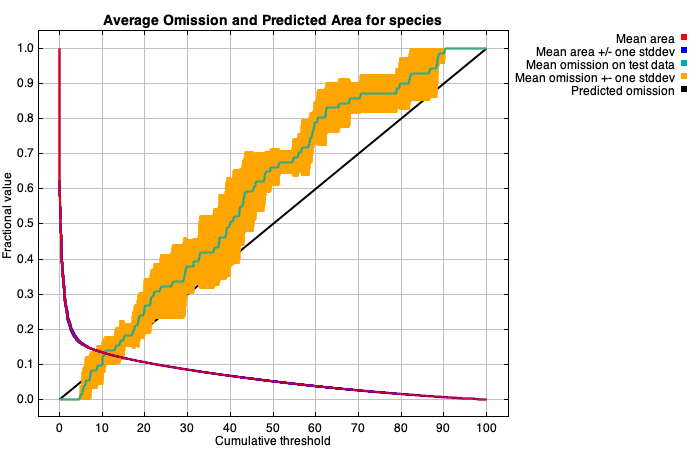 Average Omission and Predicted Area for species
Mean area
Mean area +/- one stddev
Mean omission on test data
Mean omission +- one stddev
Predicted omission
Fractional value
1.0
0.9
0.8
0.7
0.6
0.5
0.4
0.3
0.2
0.1
0.0
0 10 20 30 40 50 60 70 80 90 100
Cumulative threshold